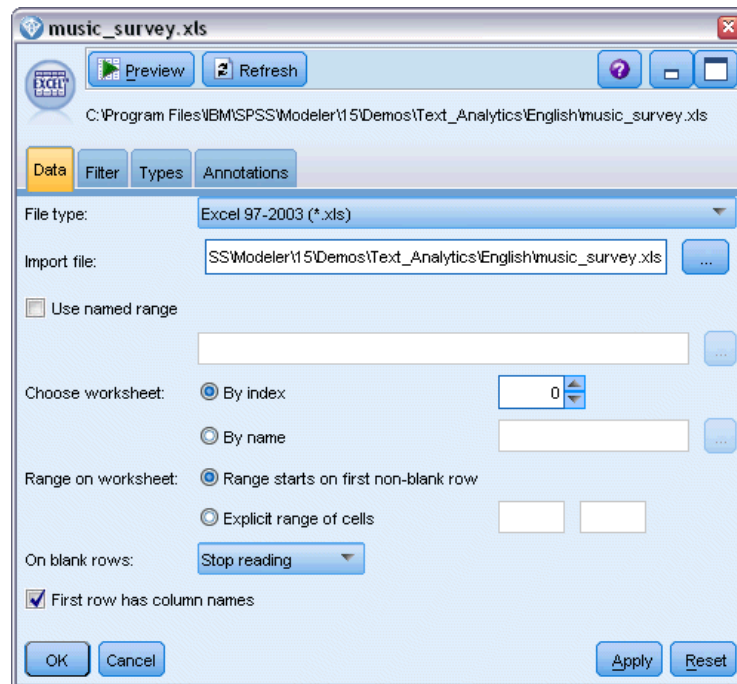 music_survey.xls
EXCEL
Preview Refresh ?
C:\Program Files\IBM\SPSS\Modeler\15\Demos\Text_Analytics\English\music_survey.xls
Data Filter Types Annotations
File type: Excel 97-2003 (*.xls)
Import file: SS\Modeler\15\Demos\Text_Analytics\English\music_survey.xls ...
Use named range
...
Choose worksheet: By index 0
By name ...
Range on worksheet: Range starts on first non-blank row
Explicit range of cells
On blank rows: Stop reading
First row has column names
OK Cancel Apply Reset